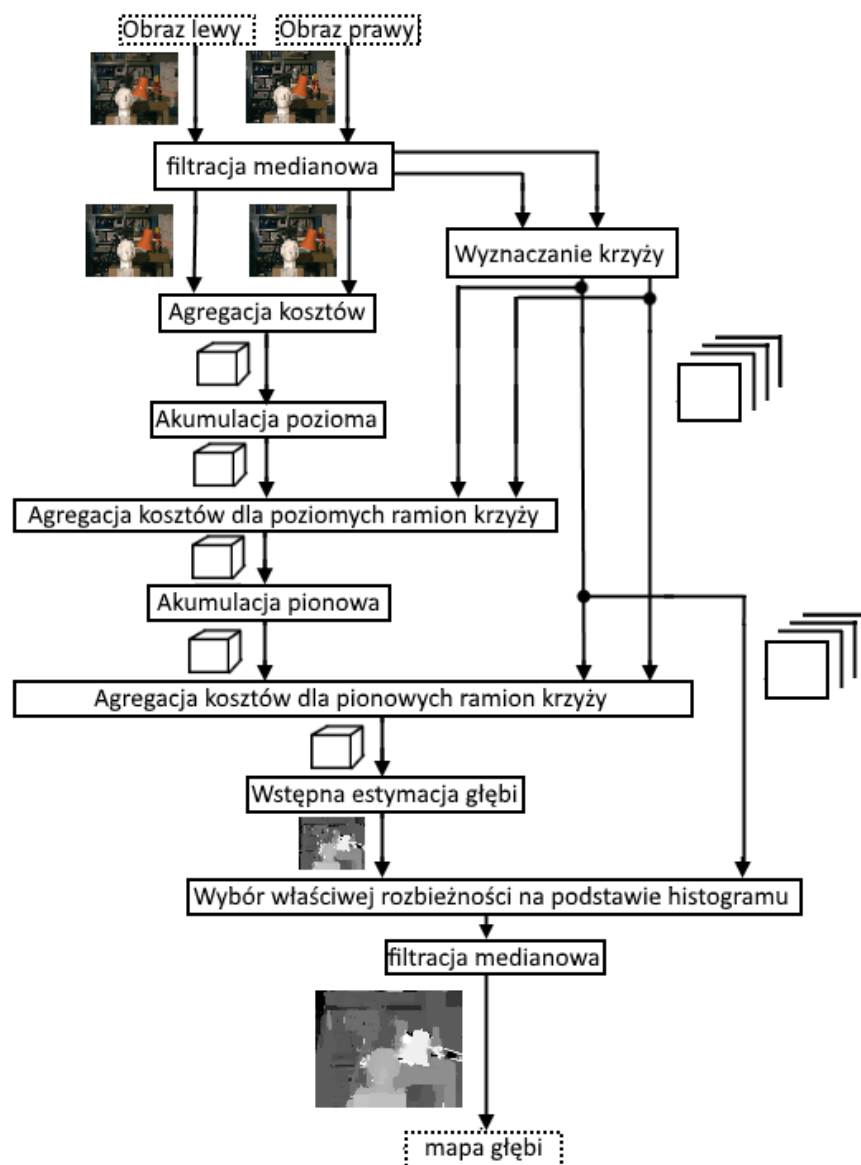 Obraz lewy
Obraz prawy
filtracja medianowa
Wyznaczanie krzyży
Agregacja kosztów
Akumulacja pozioma
Agregacja kosztów dla poziomych ramion krzyży
Akumulacja pionowa
Agregacja kosztów dla pionowych ramion krzyży
Wstępna estymacja głębi
Wybór właściwej rozbieżności na podstawie histogramu
filtracja medianowa
mapa głębi